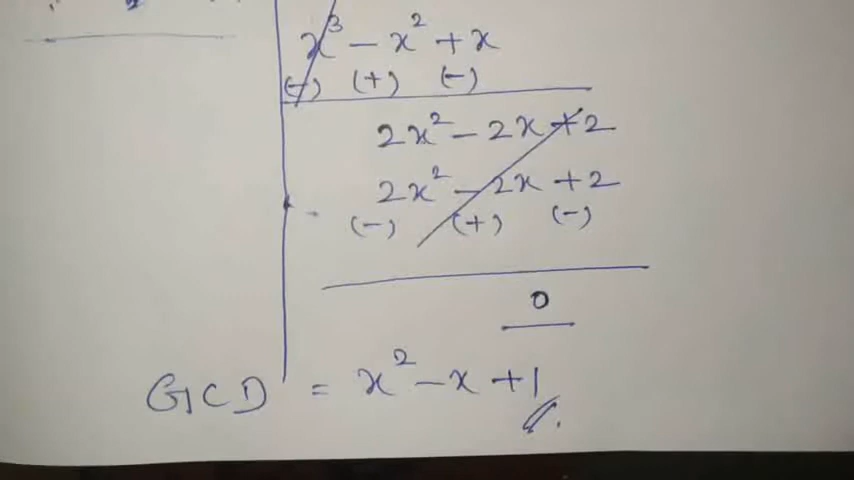 x³ - x² + x
(-) (+) (-)
2x² - 2x + 2
2x² - 2x + 2
(-) (+) (-)
0
GCD = x² - x + 1